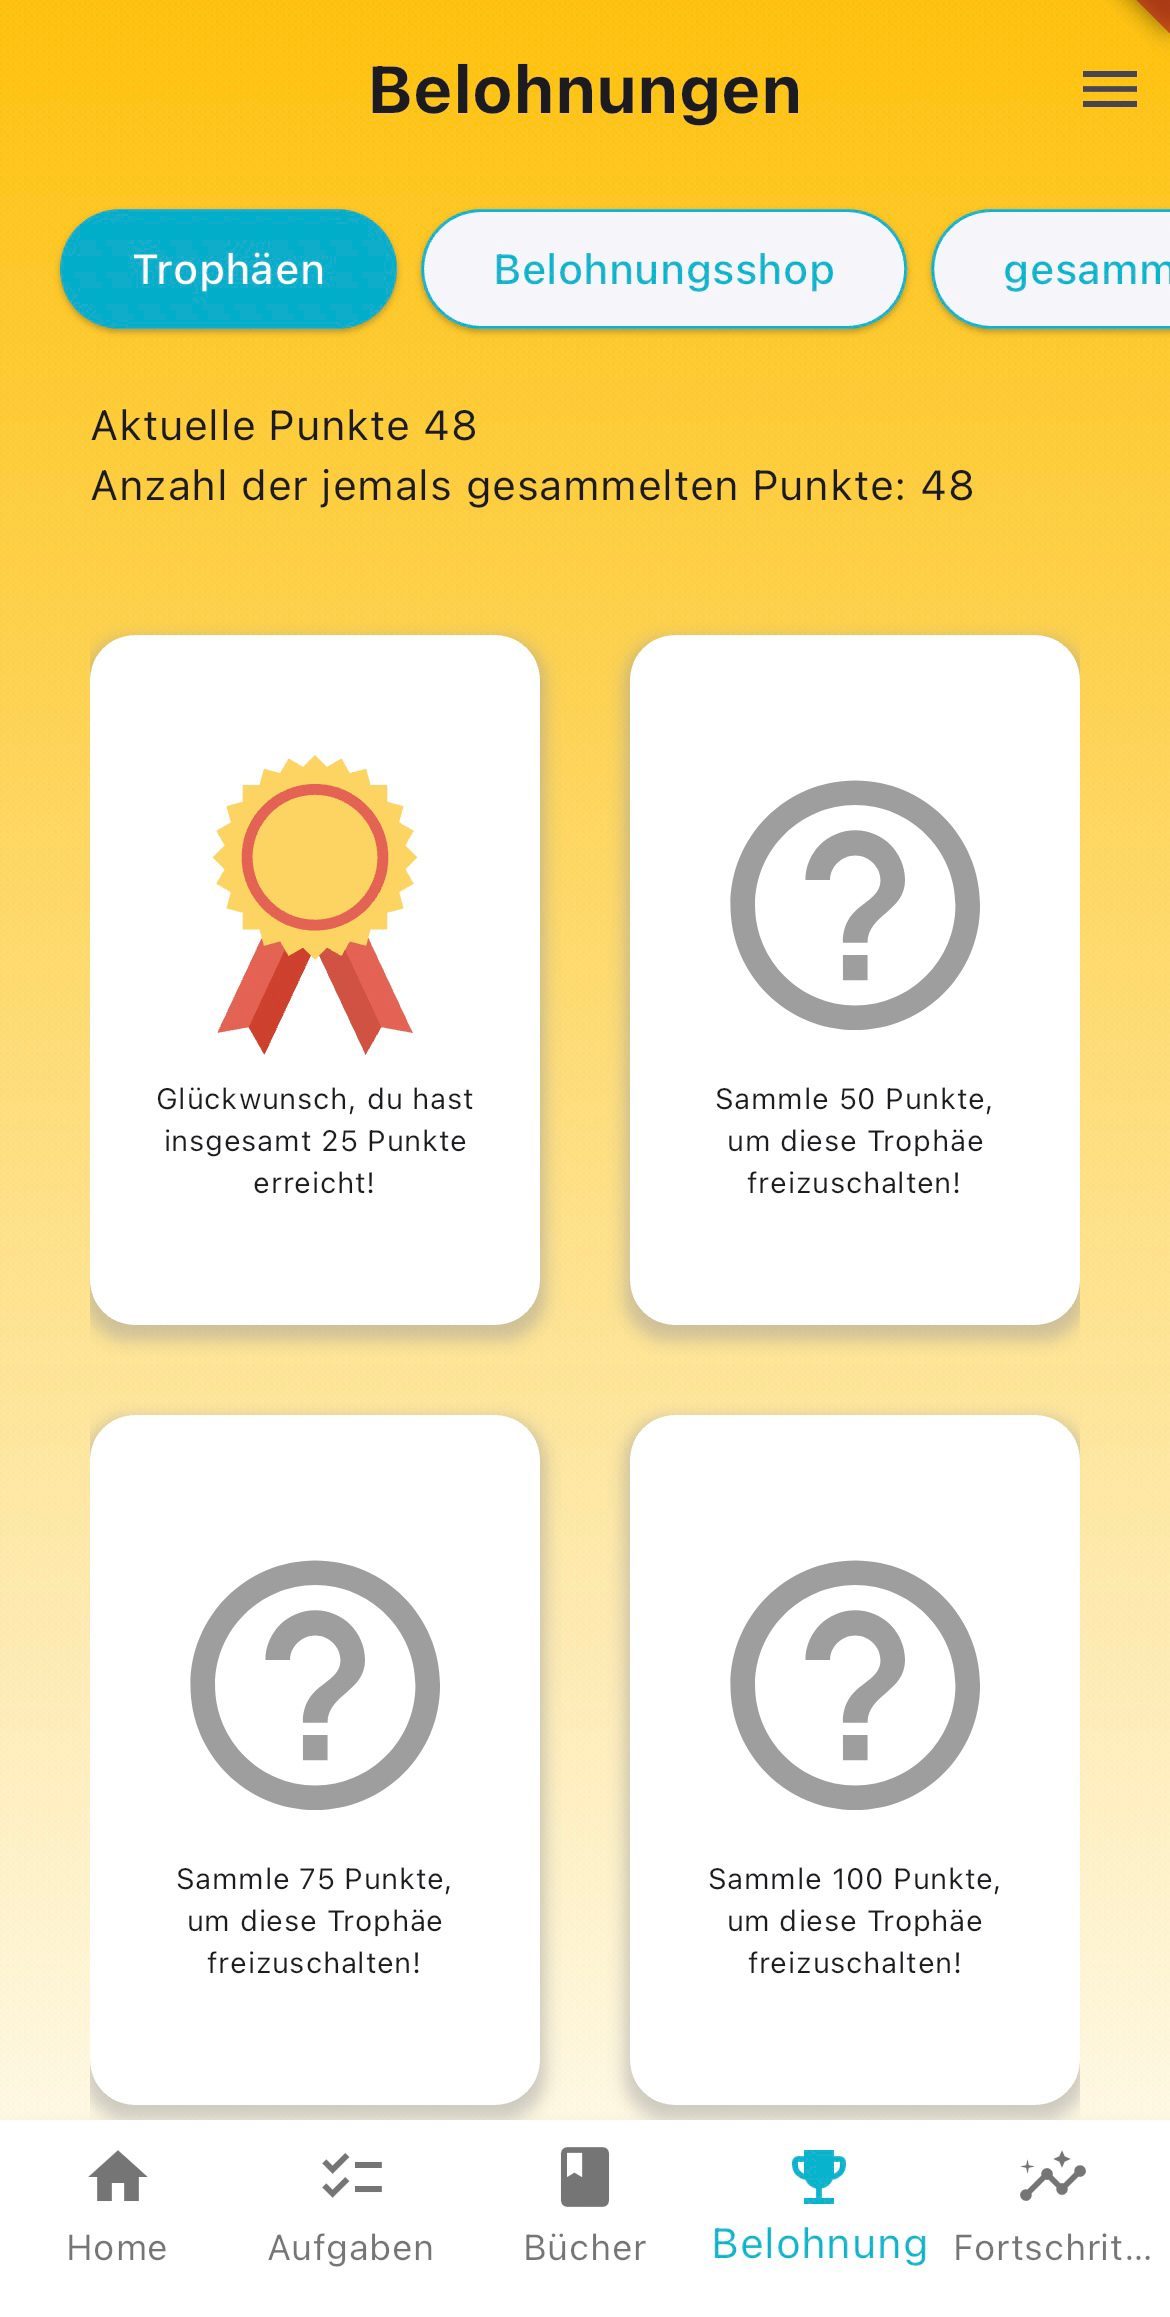 Belohnungen
Trophäen
Belohnungsshop
gesamm
Aktuelle Punkte 48
Anzahl der jemals gesammelten Punkte: 48
Glückwunsch, du hast
insgesamt 25 Punkte
erreicht!
Sammle 50 Punkte,
um diese Trophäe
freizuschalten!
Sammle 75 Punkte,
um diese Trophäe
freizuschalten!
Sammle 100 Punkte,
um diese Trophäe
freizuschalten!
Home
Aufgaben
Bücher
Belohnung
Fortschrit...